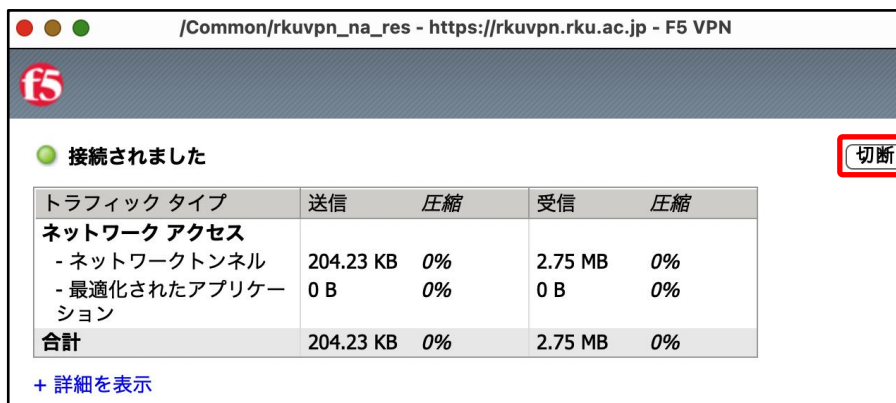 /Common/rkuvpn_na_res - https://rkuvpn.rku.ac.jp - F5 VPN
f5
接続されました
切断
トラフィック タイプ 送信 圧縮 受信 圧縮
ネットワーク アクセス
- ネットワークトンネル 204.23 KB 0% 2.75 MB 0%
- 最適化されたアプリケー 0 B 0% 0 B 0%
ション
合計 204.23 KB 0% 2.75 MB 0%
+ 詳細を表示